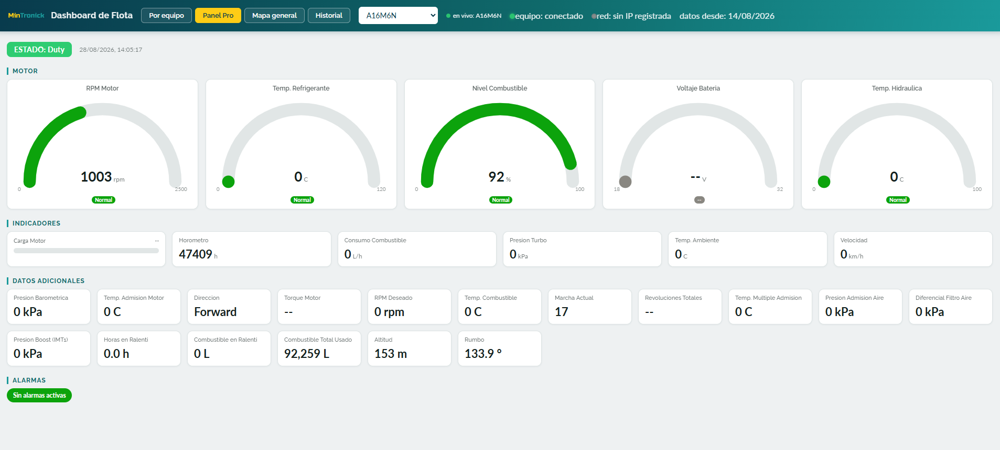 MinTronick Dashboard de Flota Por equipo Panel Pro Mapa general Historial A16M6N en vivo: A16M6N equipo: conectado red: sin IP registrada datos desde: 14/08/2026
ESTADO: Duty 28/08/2026, 14:05:17
MOTOR
RPM Motor
1003 rpm
0 2500
Normal
Temp. Refrigerante
0 C
0 120
Normal
Nivel Combustible
92 %
0 100
Normal
Voltaje Bateria
-- V
18 32
--
Temp. Hidraulica
0 C
0 100
Normal
INDICADORES
Carga Motor --
Horometro
47409 h
Consumo Combustible
0 L/h
Presion Turbo
0 kPa
Temp. Ambiente
0 C
Velocidad
0 km/h
DATOS ADICIONALES
Presion Barometrica
0 kPa
Temp. Admision Motor
0 C
Direccion
Forward
Torque Motor
--
RPM Deseado
0 rpm
Temp. Combustible
0 C
Marcha Actual
17
Revoluciones Totales
--
Temp. Multiple Admision
0 C
Presion Admision Aire
0 kPa
Diferencial Filtro Aire
0 kPa
Presion Boost (IMT1)
0 kPa
Horas en Ralenti
0.0 h
Combustible en Ralenti
0 L
Combustible Total Usado
92,259 L
Altitud
153 m
Rumbo
133.9 °
ALARMAS
Sin alarmas activas